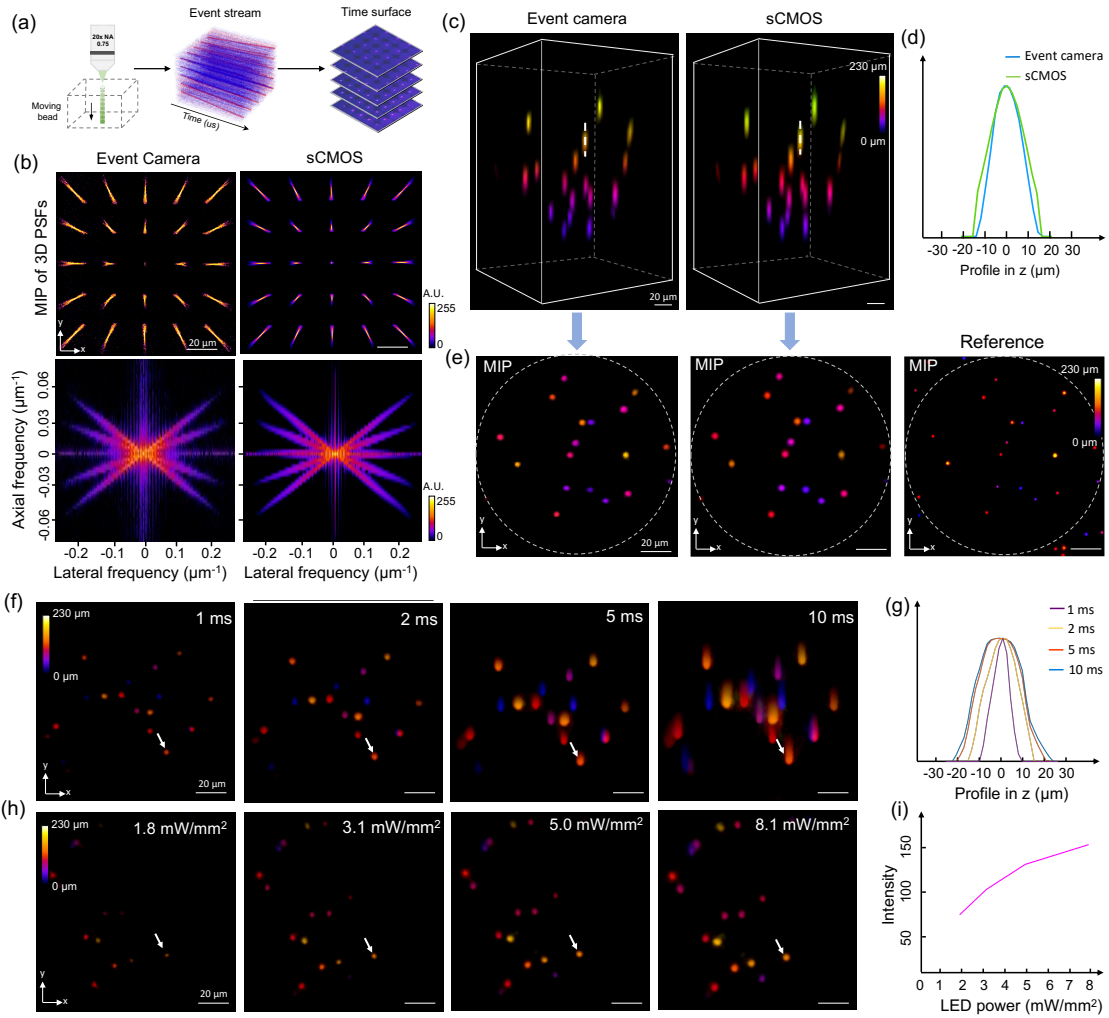 (a)
Event stream
Time surface
20x NA
0.75
Moving
bead
Time (us)
(b)
Event Camera
sCMOS
MIP of 3D PSFs
y
x
20 μm
A.U.
255
0
Axial frequency (μm-1)
0.06
0.03
0
-0.03
-0.06
A.U.
255
0
-0.2
-0.1
0
0.1
0.2
-0.2
-0.1
0
0.1
0.2
Lateral frequency (μm-1)
Lateral frequency (μm-1)
(c)
Event camera
sCMOS
230 μm
0 μm
20 μm
(d)
Event camera
sCMOS
-30
-20
-10
0
10
20
30
Profile in z (μm)
(e)
MIP
y
x
20 μm
MIP
y
x
Reference
MIP
230 μm
0 μm
y
x
(f)
230 μm
0 μm
1 ms
y
x
20 μm
2 ms
5 ms
10 ms
(g)
1 ms
2 ms
5 ms
10 ms
-30
-20
-10
0
10
20
30
Profile in z (μm)
(h)
230 μm
0 μm
1.8 mW/mm2
y
x
20 μm
3.1 mW/mm2
5.0 mW/mm2
8.1 mW/mm2
(i)
Intensity
150
100
50
0
1
2
3
4
5
6
7
8
LED power (mW/mm2)